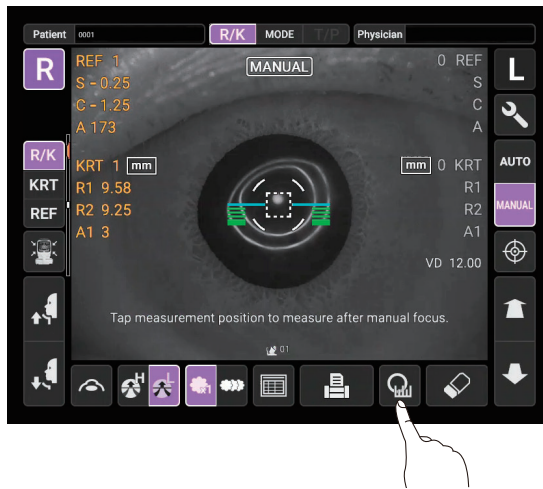 Patient 0001 R/K MODE T/P Physician
R REF 1 MANUAL 0 REF L
S - 0.25 S
C - 1.25 C
A 173 A
R/K KRT 1 mm mm 0 KRT AUTO
KRT R1 9.58 R1
REF R2 9.25 R2 MANUAL
A1 3 A1
VD 12.00
Tap measurement position to measure after manual focus.
01
H L
x1